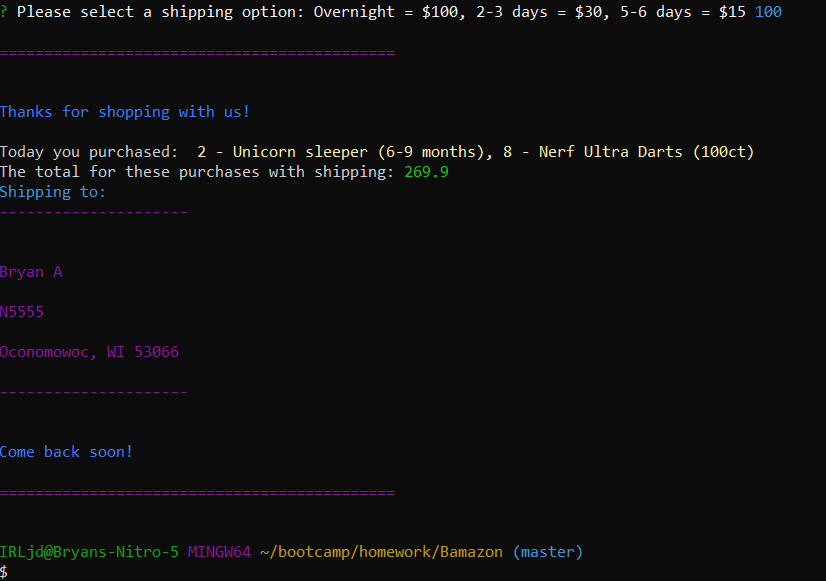 ? Please select a shipping option: Overnight = $100, 2-3 days = $30, 5-6 days = $15 100
============================================
Thanks for shopping with us!
Today you purchased:  2 - Unicorn sleeper (6-9 months), 8 - Nerf Ultra Darts (100ct)
The total for these purchases with shipping: 269.9
Shipping to:
---------------------
Bryan A
N5555
Oconomowoc, WI 53066
---------------------
Come back soon!
============================================
IRLjd@Bryans-Nitro-5 MINGW64 ~/bootcamp/homework/Bamazon (master)
$